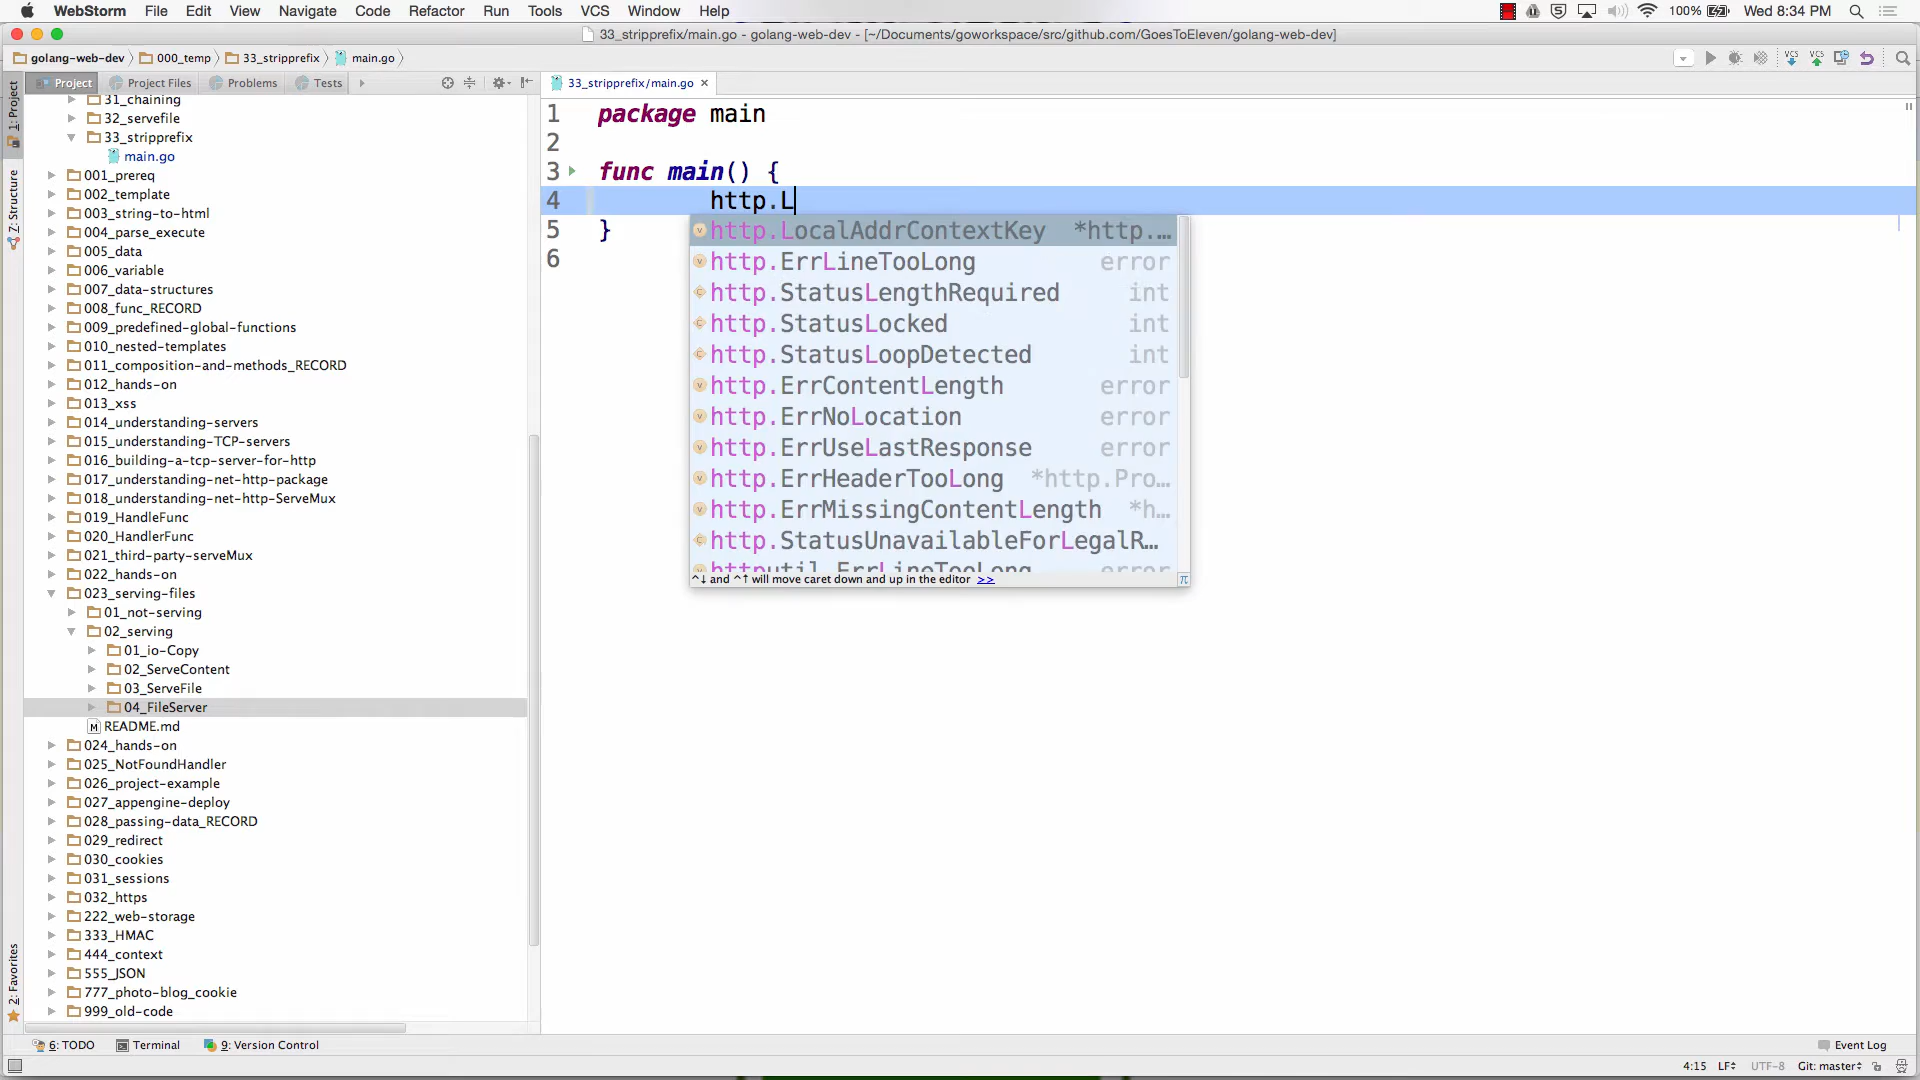 WebStorm File Edit View Navigate Code Refactor Run Tools VCS Window Help 100% Wed 8:34 PM
33_stripprefix/main.go - golang-web-dev - [~/Documents/goworkspace/src/github.com/GoesToEleven/golang-web-dev]
golang-web-dev 000_temp 33_stripprefix main.go
Project Project Files Problems Tests 33_stripprefix/main.go
1: Project
Z: Structure
2: Favorites
31_chaining
32_servefile
33_stripprefix
main.go
001_prereq
002_template
003_string-to-html
004_parse_execute
005_data
006_variable
007_data-structures
008_func_RECORD
009_predefined-global-functions
010_nested-templates
011_composition-and-methods_RECORD
012_hands-on
013_xss
014_understanding-servers
015_understanding-TCP-servers
016_building-a-tcp-server-for-http
017_understanding-net-http-package
018_understanding-net-http-ServeMux
019_HandleFunc
020_HandlerFunc
021_third-party-serveMux
022_hands-on
023_serving-files
01_not-serving
02_serving
01_io-Copy
02_ServeContent
03_ServeFile
04_FileServer
README.md
024_hands-on
025_NotFoundHandler
026_project-example
027_appengine-deploy
028_passing-data_RECORD
029_redirect
030_cookies
031_sessions
032_https
222_web-storage
333_HMAC
444_context
555_JSON
777_photo-blog_cookie
999_old-code
1 package main
2
3 func main() {
4 http.L
5 }
6
http.LocalAddrContextKey *http.…
http.ErrLineTooLong error
http.StatusLengthRequired int
http.StatusLocked int
http.StatusLoopDetected int
http.ErrContentLength error
http.ErrNoLocation error
http.ErrUseLastResponse error
http.ErrHeaderTooLong *http.Pro…
http.ErrMissingContentLength *h…
http.StatusUnavailableForLegalR…
httputil.ErrLineTooLong error
^↓ and ^↑ will move caret down and up in the editor >>
6: TODO Terminal 9: Version Control Event Log
4:15 LF÷ UTF-8 Git: master÷